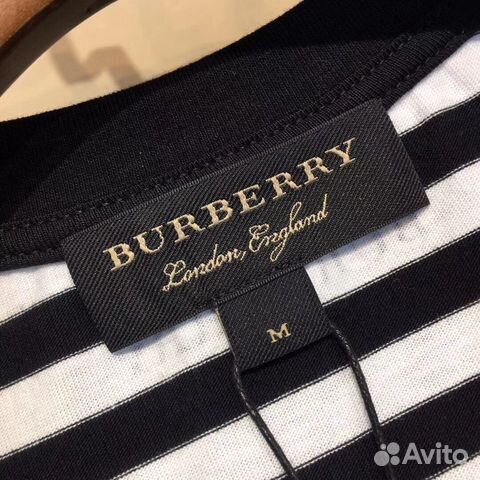 BURBERRY
London, England
M
Avito